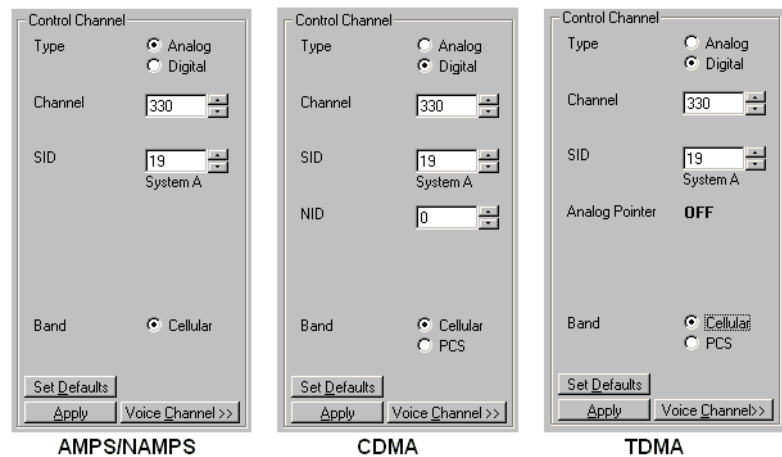 Control Channel
Type
Analog
Digital
Channel
330
SID
19
System A
Band
Cellular
Set Defaults
Apply
Voice Channel >>
AMPS/NAMPS
Control Channel
Type
Analog
Digital
Channel
330
SID
19
System A
NID
0
Band
Cellular
PCS
Set Defaults
Apply
Voice Channel >>
CDMA
Control Channel
Type
Analog
Digital
Channel
330
SID
19
System A
Analog Pointer
OFF
Band
Cellular
PCS
Set Defaults
Apply
Voice Channel>>
TDMA